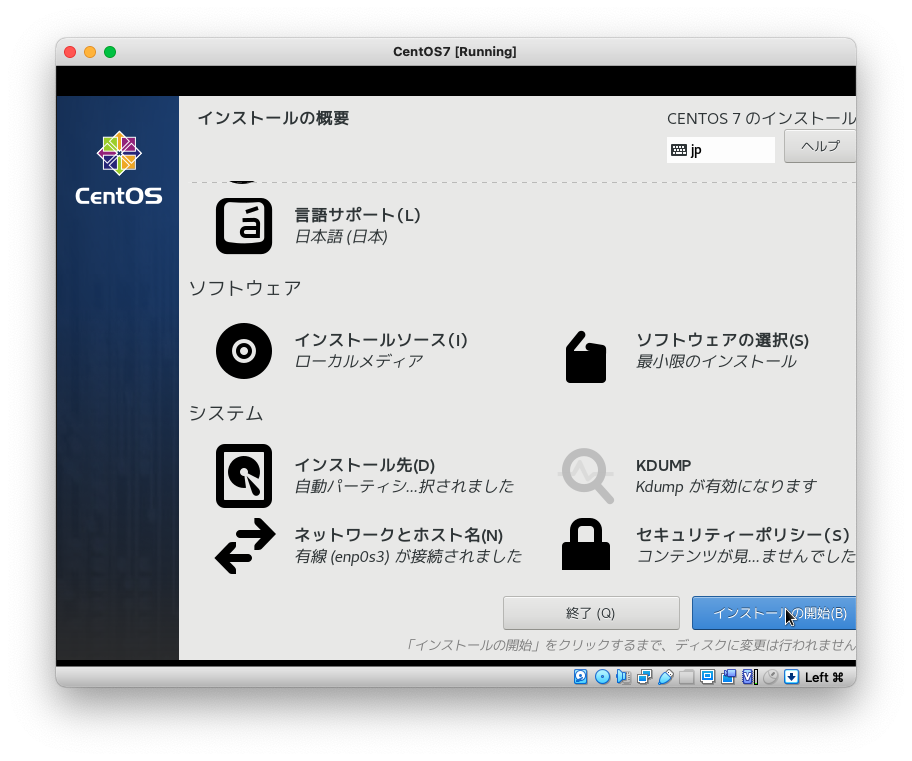 CentOS7 [Running]
CentOS
インストールの概要
CENTOS 7 のインストール
jp
ヘルプ
言語サポート(L)
日本語 (日本)
ソフトウェア
インストールソース(I)
ローカルメディア
ソフトウェアの選択(S)
最小限のインストール
システム
インストール先(D)
自動パーティシ...択されました
KDUMP
Kdump が有効になります
ネットワークとホスト名(N)
有線 (enp0s3) が接続されました
セキュリティーポリシー(S)
コンテンツが見...ませんでした
終了 (Q)
インストールの開始(B)
「インストールの開始」をクリックするまで、ディスクに変更は行われません
Left ⌘